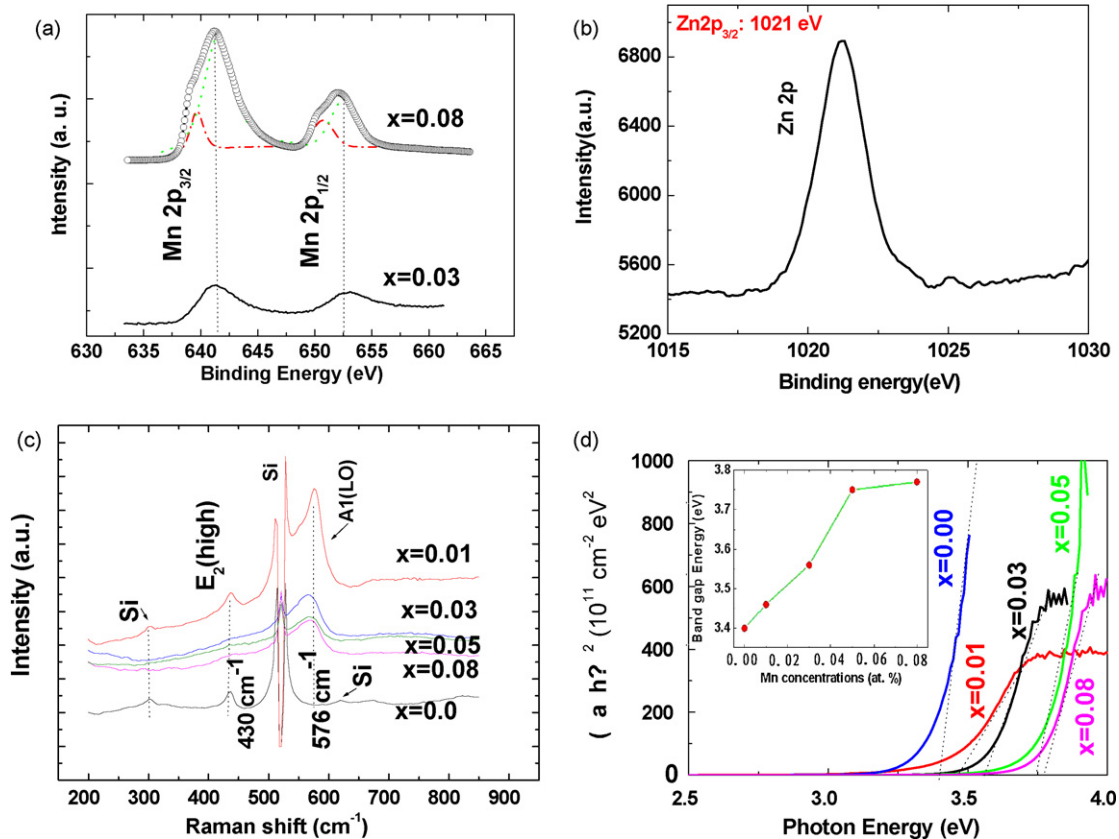 (a)
x=0.08
Mn 2p3/2
Mn 2p1/2
x=0.03
htensity (a. u.)
630 635 640 645 650 655 660 665
Binding Energy (eV)
(b)
Zn2p3/2: 1021 eV
Zn 2p
Intensity(a.u.)
6800
6400
6000
5600
5200
1015 1020 1025 1030
Binding energy(eV)
(c)
Si
A1(LO)
E2(high)
x=0.01
Si
x=0.03
x=0.05
x=0.08
Si
x=0.0
430 cm-1
576 cm-1
Intensity (a.u.)
200 300 400 500 600 700 800 900
Raman shift (cm-1)
(d)
( a h? 2 (1011 cm-2 eV2
1000
800
600
400
200
0
2.5 3.0 3.5 4.0
Photon Energy (eV)
x=0.00
x=0.01
x=0.03
x=0.05
x=0.08
Band gap Energy (eV)
3.8
3.7
3.6
3.5
3.4
0.00 0.02 0.04 0.06 0.08
Mn concentrations (at. %)